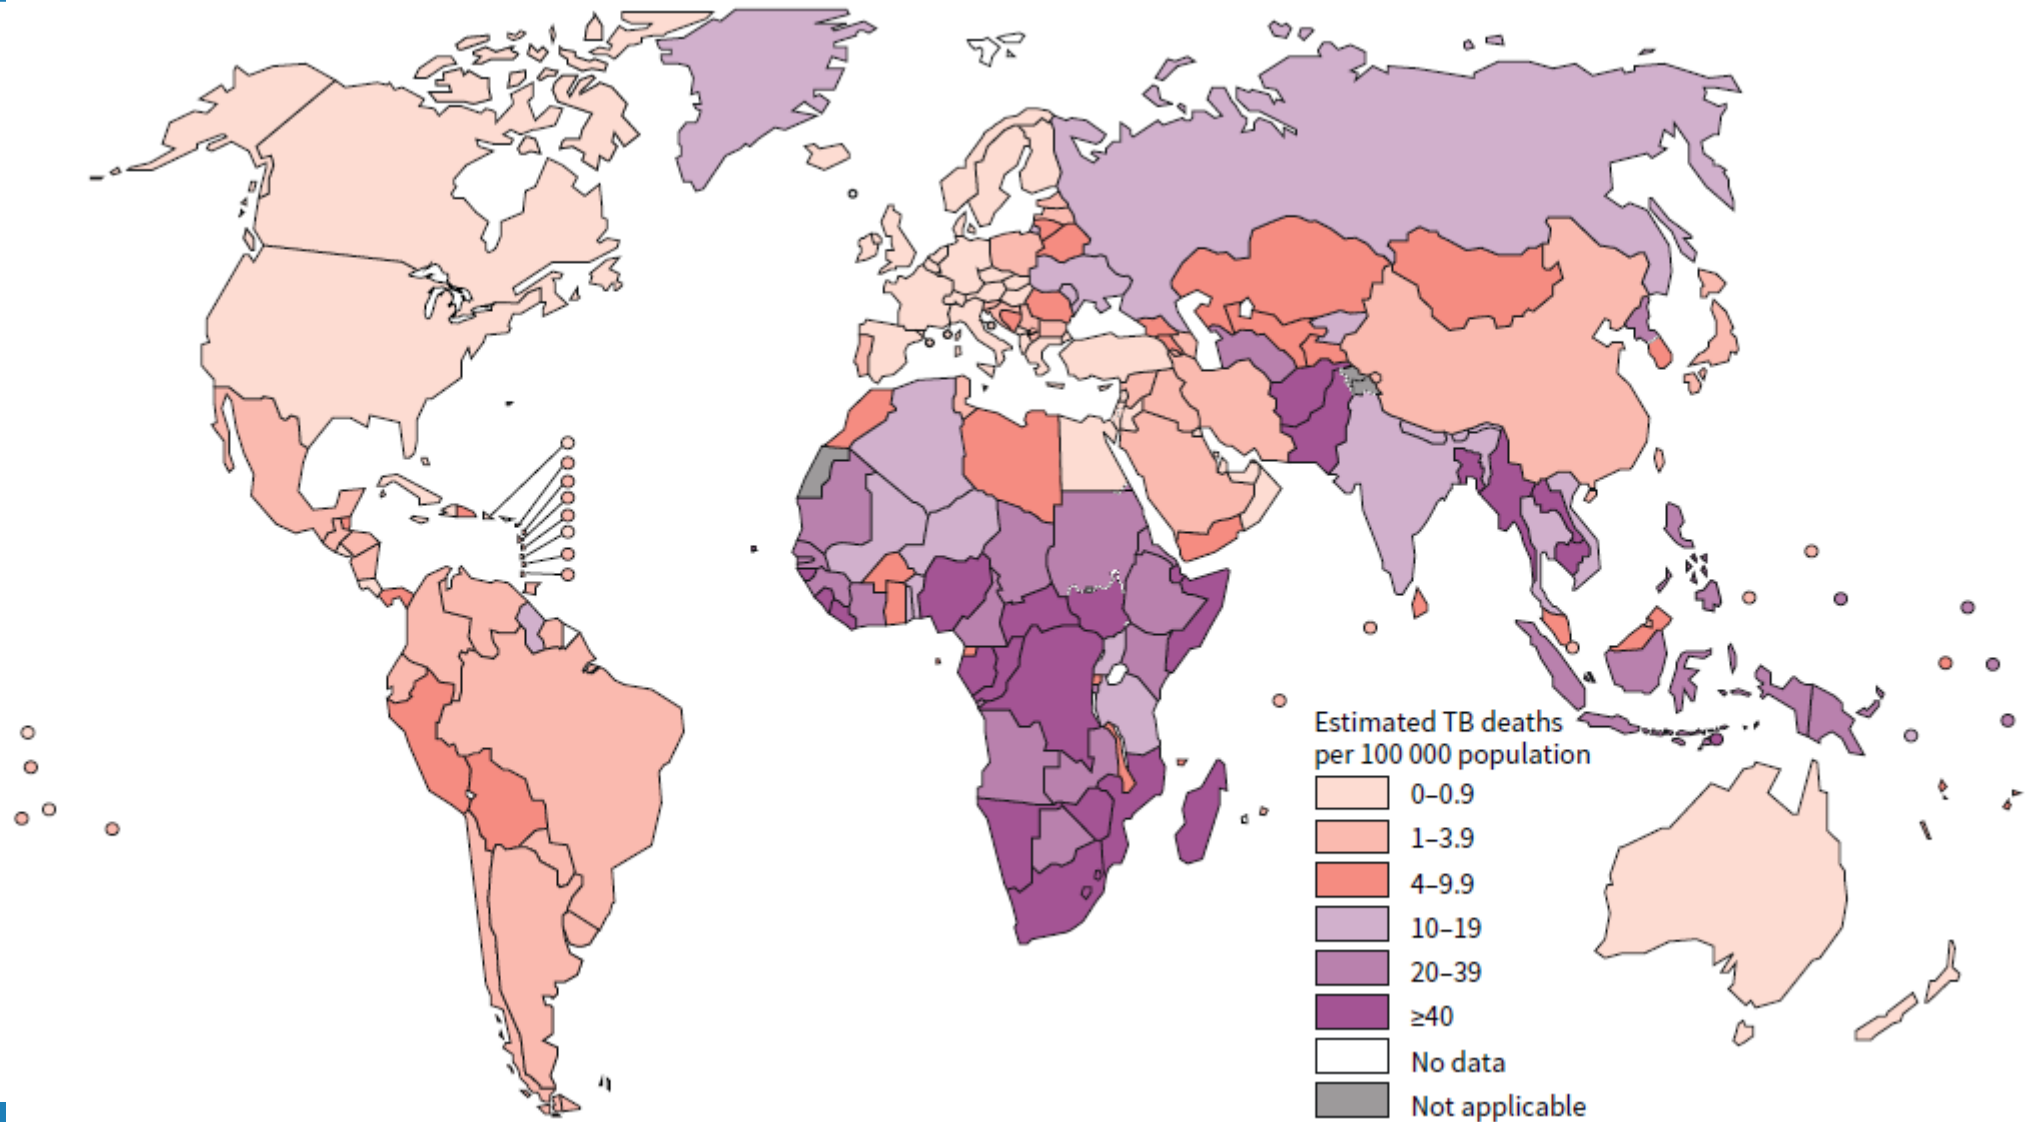 Estimated TB deaths
per 100 000 population
0–0.9
1–3.9
4–9.9
10–19
20–39
≥40
No data
Not applicable